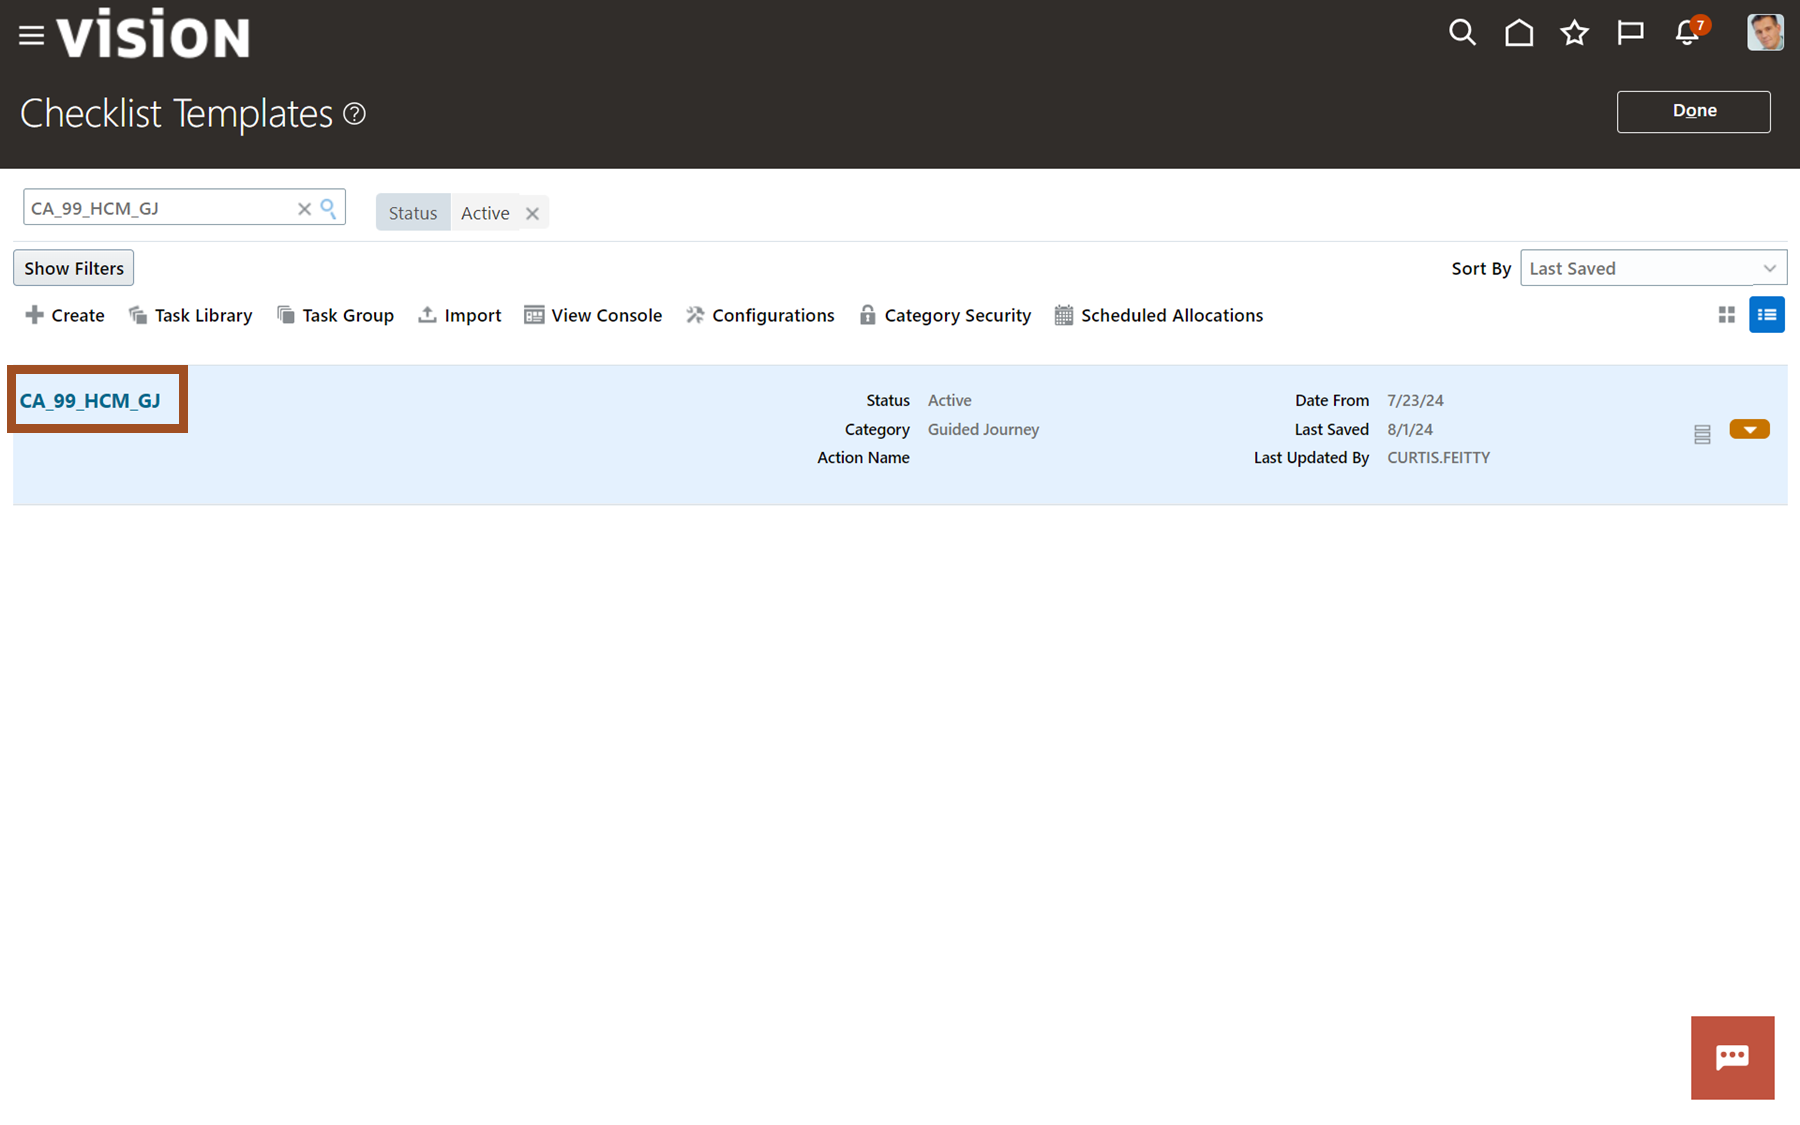 vision
7
Checklist Templates ?
Done
CA_99_HCM_GJ
Status Active
Show Filters
Sort By Last Saved
Create Task Library Task Group Import View Console Configurations Category Security Scheduled Allocations
CA_99_HCM_GJ
Status Active
Date From 7/23/24
Category Guided Journey
Last Saved 8/1/24
Action Name
Last Updated By CURTIS.FEITTY